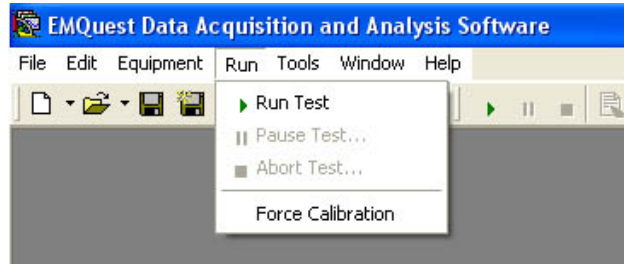 EMQuest Data Acquisition and Analysis Software
File Edit Equipment Run Tools Window Help
Run Test
Pause Test...
Abort Test...
Force Calibration